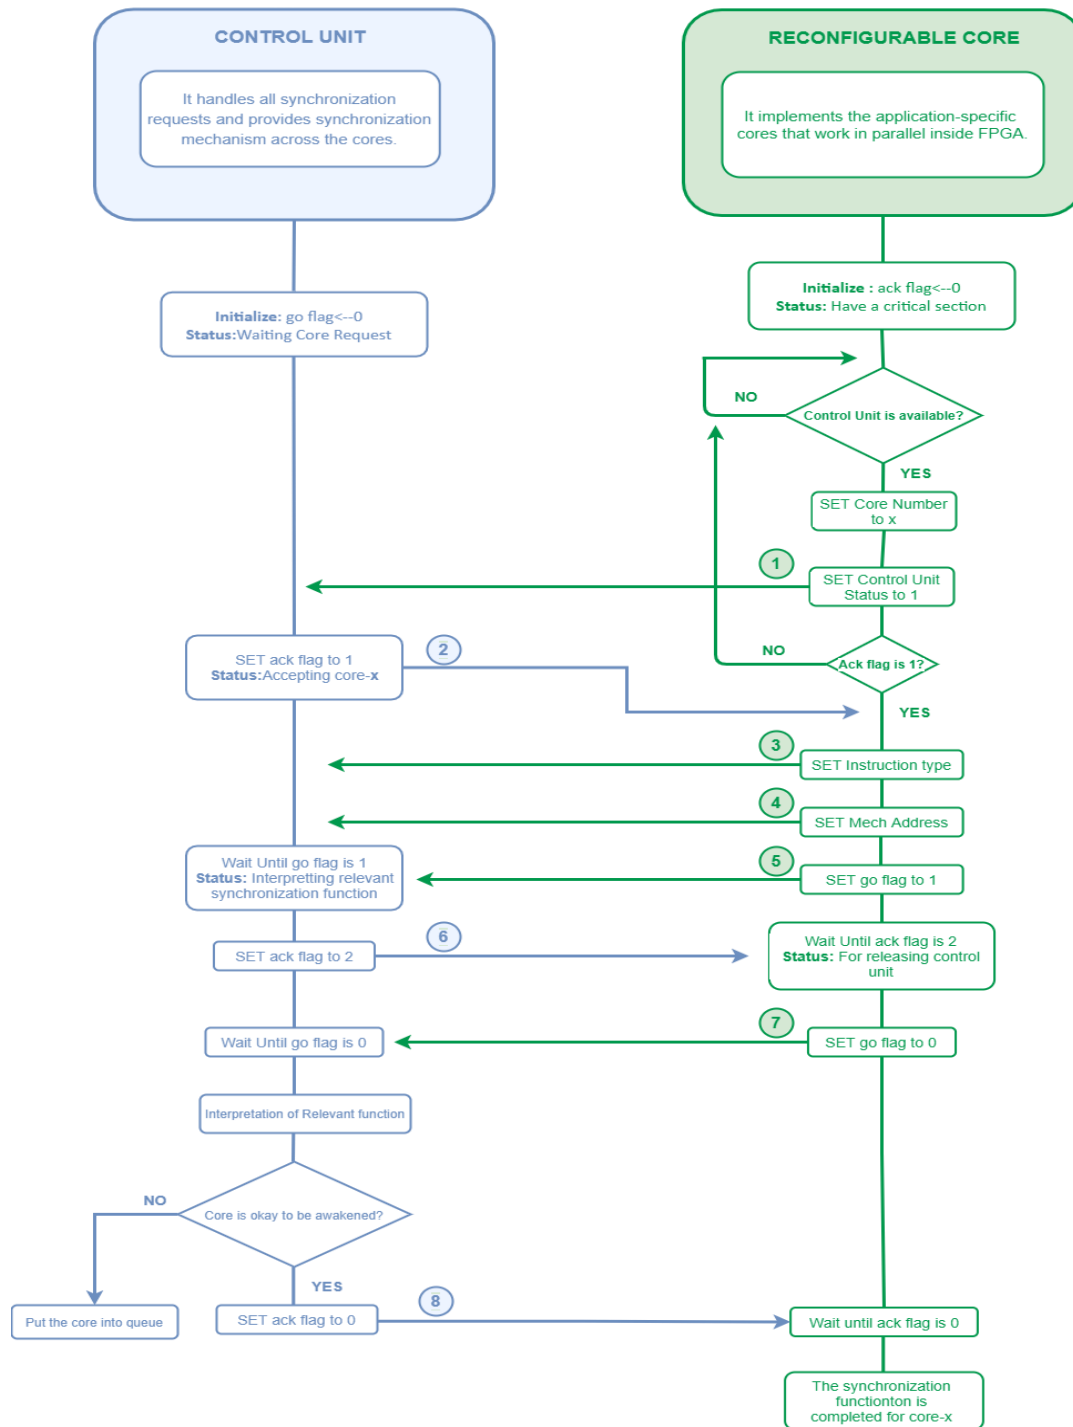 CONTROL UNIT
It handles all synchronization
requests and provides synchronization
mechanism across the cores.
RECONFIGURABLE CORE
It implements the application-specific
cores that work in parallel inside FPGA.
Initialize: go flag<--0
Status:Waiting Core Request
Initialize : ack flag<--0
Status: Have a critical section
NO
Control Unit is available?
YES
SET Core Number
to x
1
SET Control Unit
Status to 1
SET ack flag to 1
Status:Accepting core-x
2
NO
Ack flag is 1?
YES
3
SET Instruction type
4
SET Mech Address
Wait Until go flag is 1
Status: Interpretting relevant
synchronization function
5
SET go flag to 1
SET ack flag to 2
6
Wait Until ack flag is 2
Status: For releasing control
unit
Wait Until go flag is 0
7
SET go flag to 0
Interpretation of Relevant function
NO
Core is okay to be awakened?
YES
Put the core into queue
SET ack flag to 0
8
Wait until ack flag is 0
The synchronization
functionton is
completed for core-x